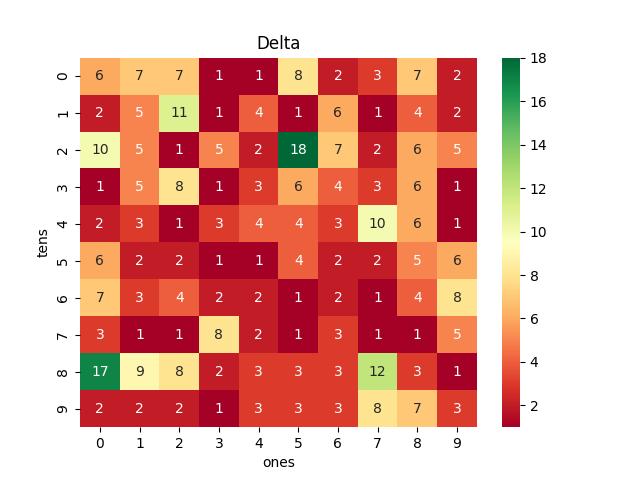 Delta
tens
0 6 7 7 1 1 8 2 3 7 2
1 2 5 11 1 4 1 6 1 4 2
2 10 5 1 5 2 18 7 2 6 5
3 1 5 8 1 3 6 4 3 6 1
4 2 3 1 3 4 4 3 10 6 1
5 6 2 2 1 1 4 2 2 5 6
6 7 3 4 2 2 1 2 1 4 8
7 3 1 1 8 2 1 3 1 1 5
8 17 9 8 2 3 3 3 12 3 1
9 2 2 2 1 3 3 3 8 7 3
0 1 2 3 4 5 6 7 8 9
ones
18
16
14
12
10
8
6
4
2